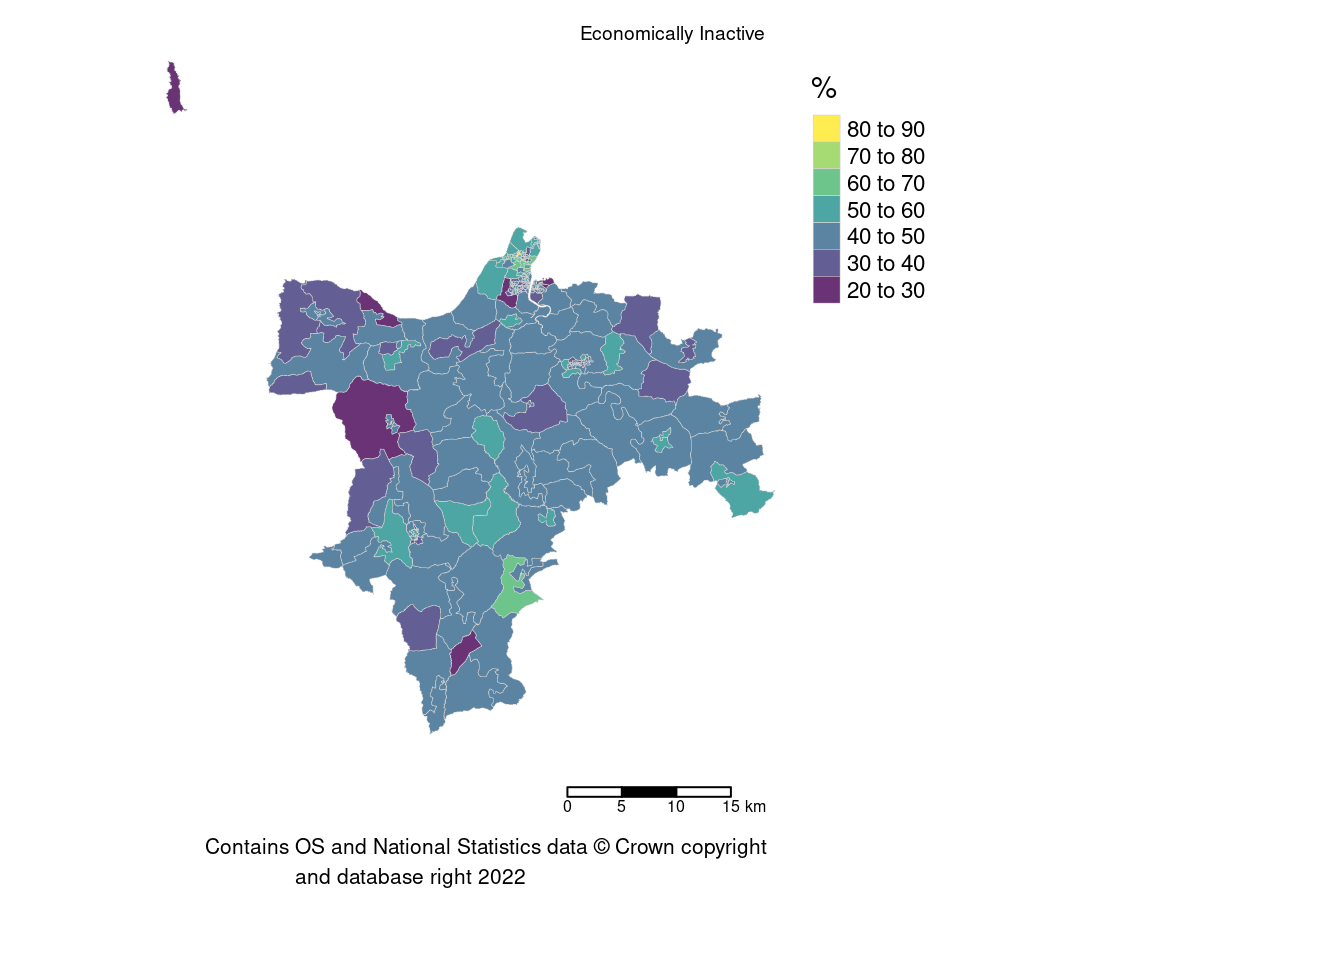 Economically Inactive
%
80 to 90
70 to 80
60 to 70
50 to 60
40 to 50
30 to 40
20 to 30
0 5 10 15 km
Contains OS and National Statistics data © Crown copyright
and database right 2022